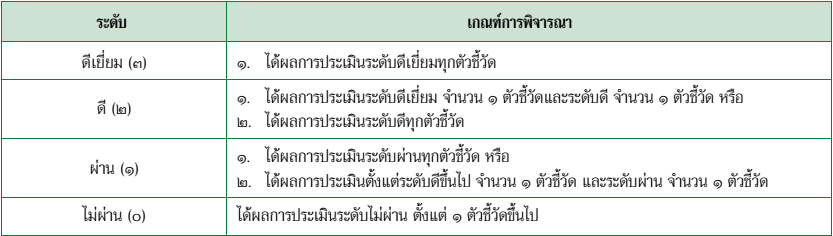 ระดับ
เกณฑ์การพิจารณา
ดีเยี่ยม (๓)
๑. ได้ผลการประเมินระดับดีเยี่ยมทุกตัวชี้วัด
ดี (๒)
๑. ได้ผลการประเมินระดับดีเยี่ยม จำนวน ๑ ตัวชี้วัดและระดับดี จำนวน ๑ ตัวชี้วัด หรือ
๒. ได้ผลการประเมินระดับดีทุกตัวชี้วัด
ผ่าน (๑)
๑. ได้ผลการประเมินระดับผ่านทุกตัวชี้วัด หรือ
๒. ได้ผลการประเมินตั้งแต่ระดับดีขึ้นไป จำนวน ๑ ตัวชี้วัด และระดับผ่าน จำนวน ๑ ตัวชี้วัด
ไม่ผ่าน (๐)
ได้ผลการประเมินระดับไม่ผ่าน ตั้งแต่ ๑ ตัวชี้วัดขึ้นไป